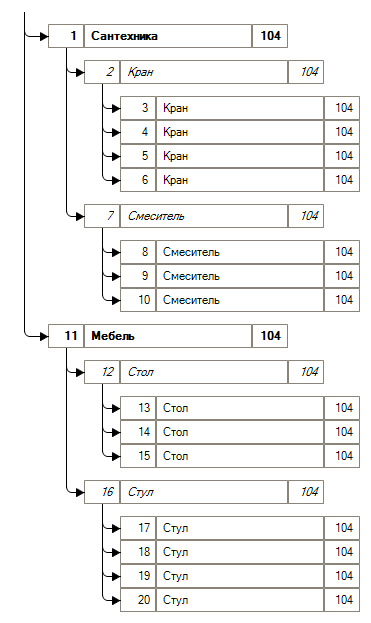 1 Сантехника 104
2 Кран 104
3 Кран 104
4 Кран 104
5 Кран 104
6 Кран 104
7 Смеситель 104
8 Смеситель 104
9 Смеситель 104
10 Смеситель 104
11 Мебель 104
12 Стол 104
13 Стол 104
14 Стол 104
15 Стол 104
16 Стул 104
17 Стул 104
18 Стул 104
19 Стул 104
20 Стул 104